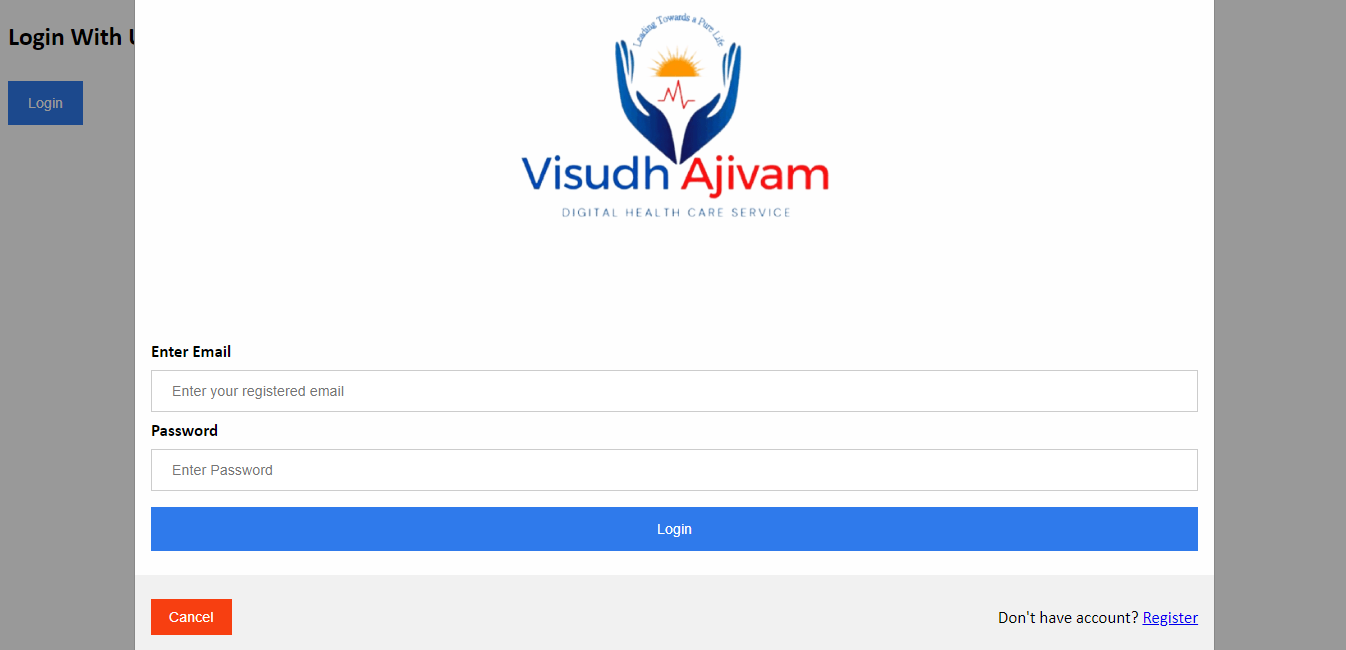 Login With
Login
Leading Towards a Pure Life
Visudh Ajivam
DIGITAL HEALTH CARE SERVICE
Enter Email
Enter your registered email
Password
Enter Password
Login
Cancel
Don't have account? Register